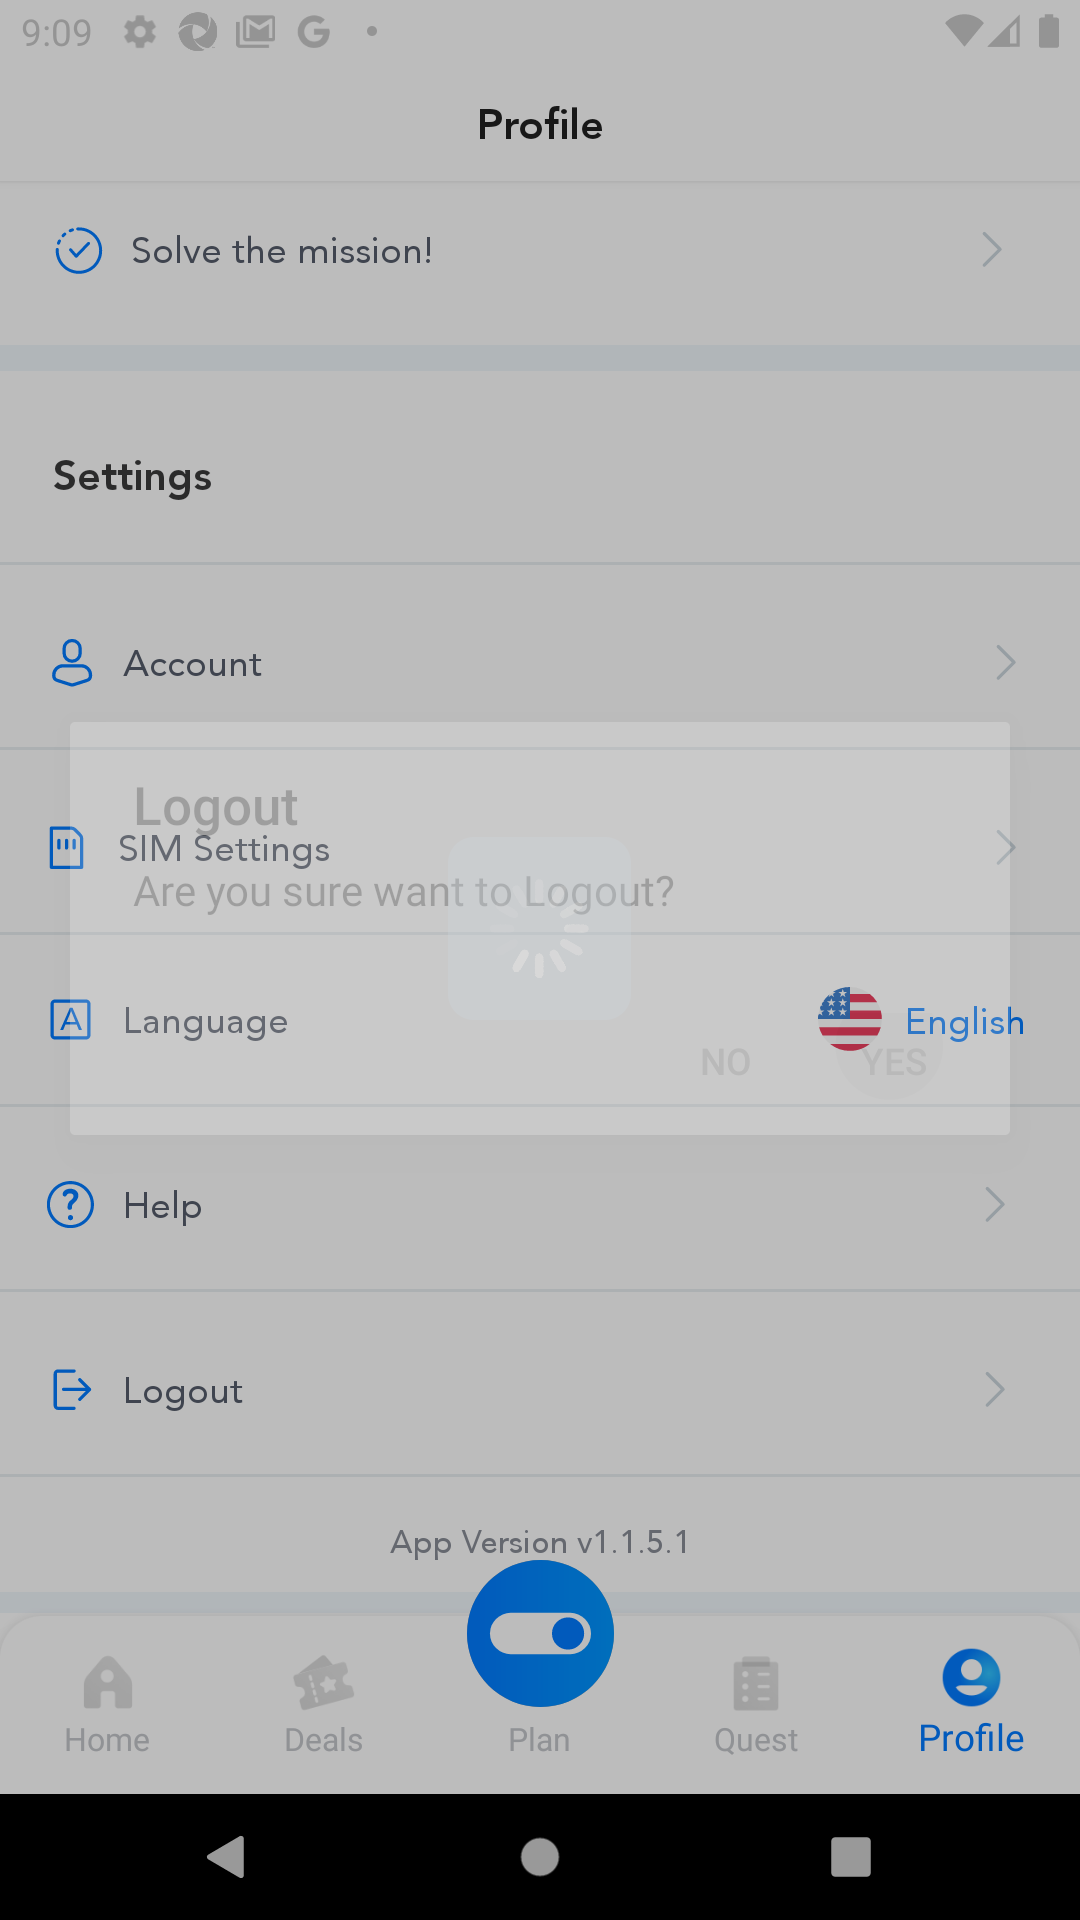 9:09
Profile
Solve the mission!
Settings
Account
Logout
SIM Settings
Are you sure want to Logout?
Language
English
NO
YES
Help
Logout
App Version v1.1.5.1
Home
Deals
Plan
Quest
Profile